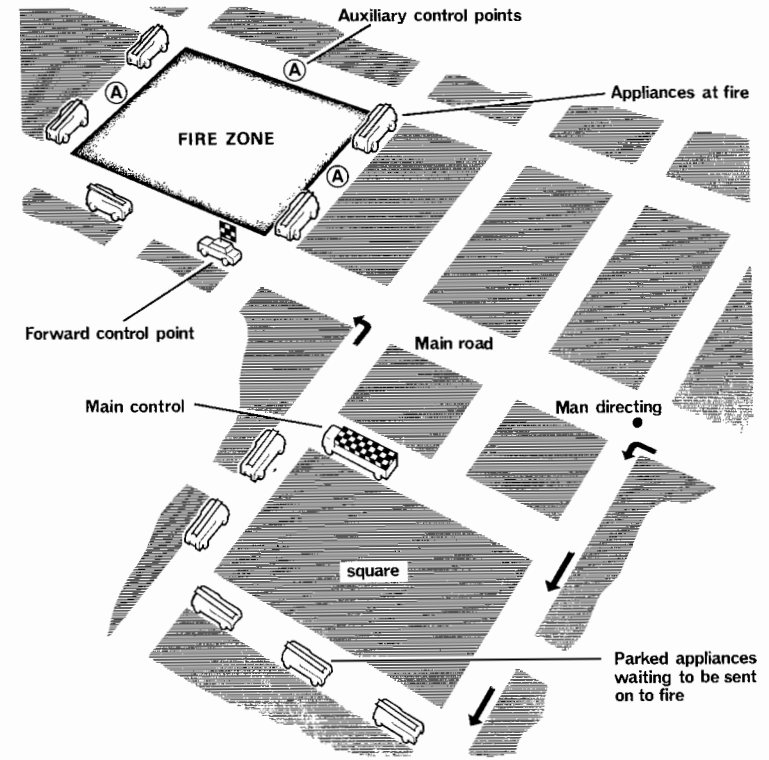 Auxiliary control points
A
Appliances at fire
A
FIRE ZONE
A
Forward control point
Main road
Main control
Man directing
square
Parked appliances
waiting to be sent
on to fire